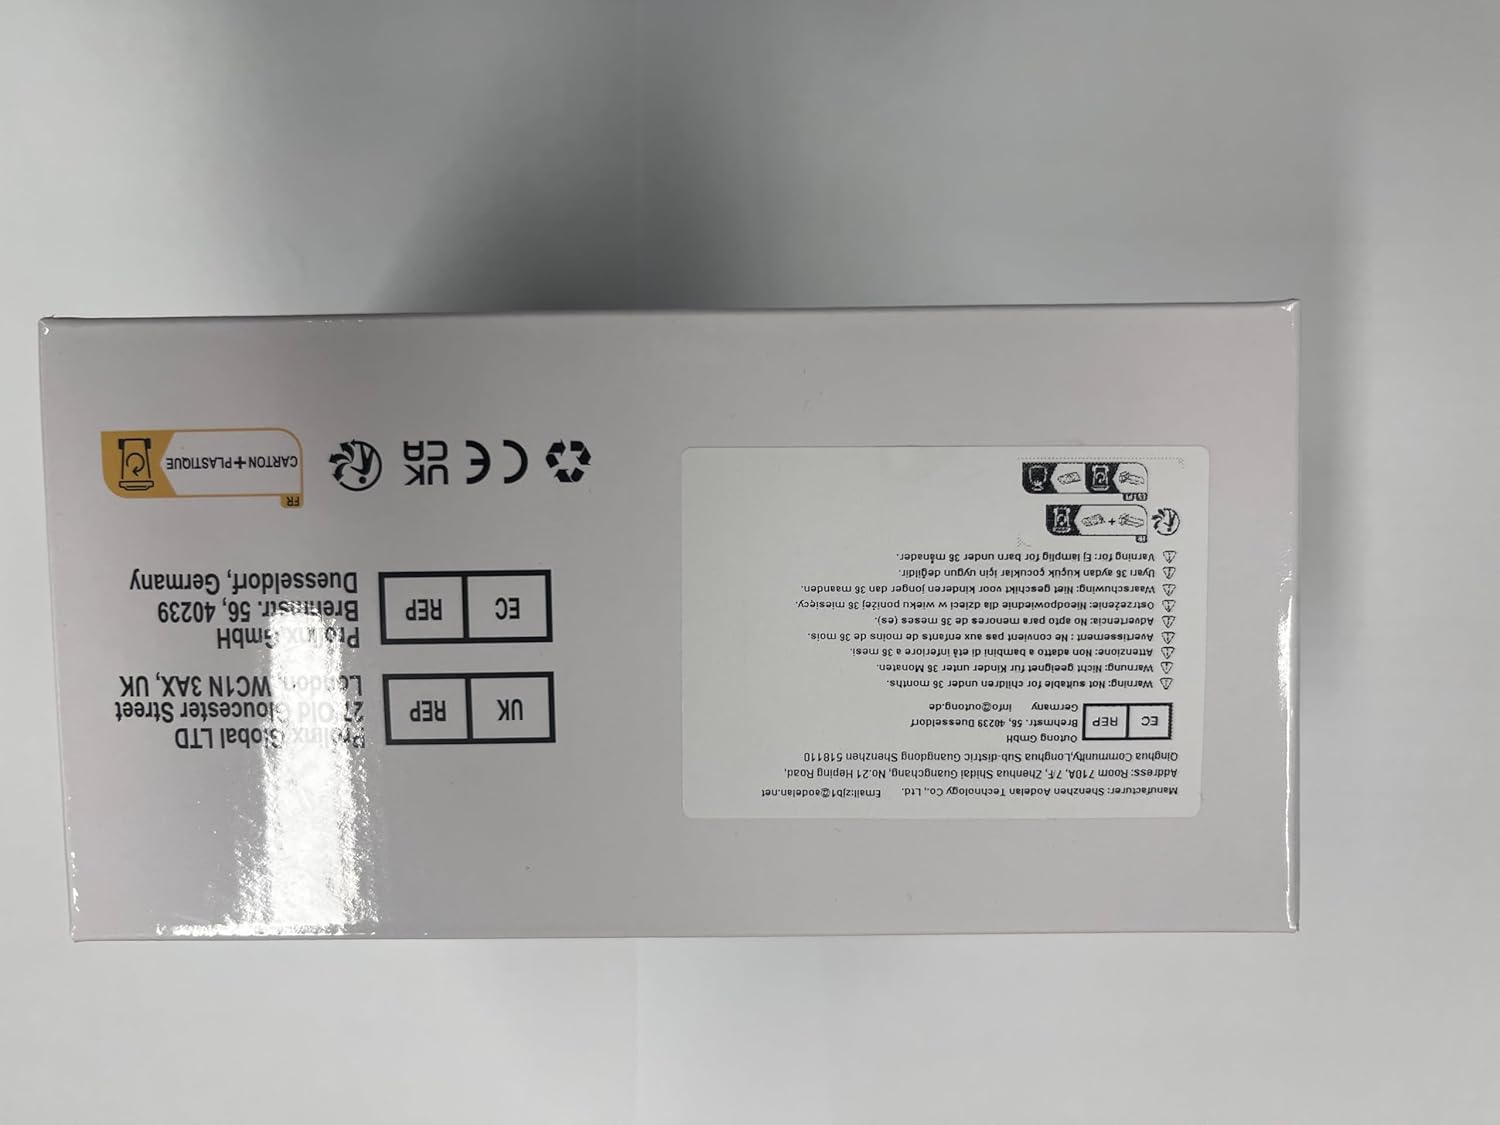 Manufacturer: Shenzhen Aodelan Technology Co., Ltd. Email:zjb1@aodelan.net
Address: Room 710A, 7/F, Zhenhua Shidai Guangchang, No.21 Heping Road,
Qinghua Community,Longhua Sub-distric Guangdong Shenzhen 518110
EC REP
Outong GmbH
Brehmstr. 56, 40239 Duesseldorf
Germany info@outong.de
Warning: Not suitable for children under 36 months.
Warnung: Nicht geeignet für Kinder unter 36 Monaten.
Attenzione: Non adatto a bambini di età inferiore a 36 mesi.
Avertissement : Ne convient pas aux enfants de moins de 36 mois.
Advertencia: No apto para menores de 36 meses (es).
Ostrzeżenie: Nieodpowiednie dla dzieci w wieku poniżej 36 miesięcy.
Waarschuwing: Niet geschikt voor kinderen jonger dan 36 maanden.
Uyarı 36 aydan küçük çocuklar için uygun değildir.
Varning för: Ej lämplig för barn under 36 månader.
FR
UK REP
Prolinx Global LTD
27 Old Gloucester Street
London, WC1N 3AX, UK
EC REP
Prolinx GmbH
Brehmstr. 56, 40239
Duesseldorf, Germany
CE UK CA
FR
CARTON+PLASTIQUE